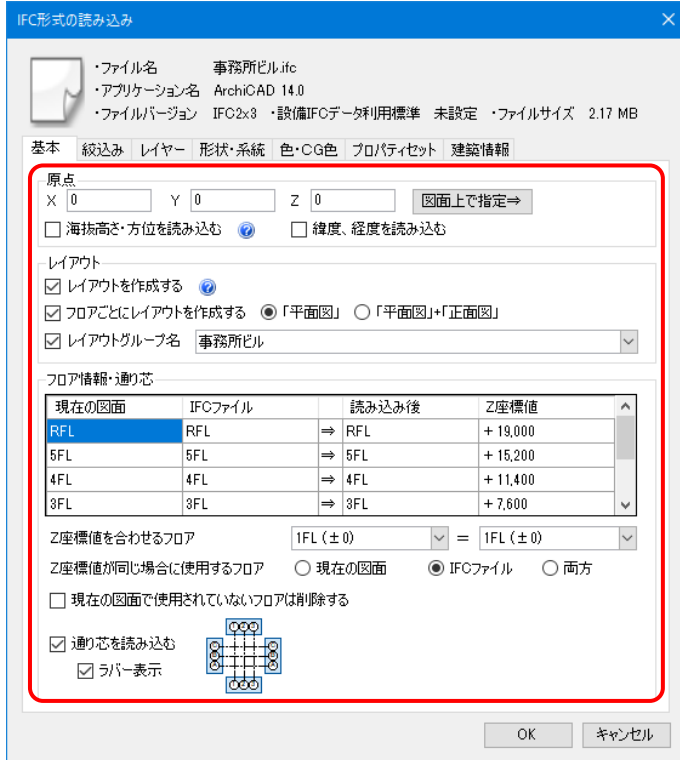 IFC形式の読み込み
・ファイル名 事務所ビル.ifc
・アプリケーション名 ArchiCAD 14.0
・ファイルバージョン IFC2x3 ・設備IFCデータ利用標準 未設定 ・ファイルサイズ 2.17 MB
基本 絞込み レイヤー 形状・系統 色・CG色 プロパティセット 建築情報
原点
X 0 Y 0 Z 0 図面上で指定⇒
海抜高さ・方位を読み込む ? 緯度、経度を読み込む
レイアウト
レイアウトを作成する ?
フロアごとにレイアウトを作成する 「平面図」 「平面図」+「正面図」
レイアウトグループ名 事務所ビル
フロア情報・通り芯
現在の図面 IFCファイル 読み込み後 Z座標値
RFL RFL ⇒ RFL + 19,000
5FL 5FL ⇒ 5FL + 15,200
4FL 4FL ⇒ 4FL + 11,400
3FL 3FL ⇒ 3FL + 7,600
Z座標値を合わせるフロア 1FL (±0) = 1FL (±0)
Z座標値が同じ場合に使用するフロア 現在の図面 IFCファイル 両方
現在の図面で使用されていないフロアは削除する
通り芯を読み込む
ラバー表示
OK キャンセル